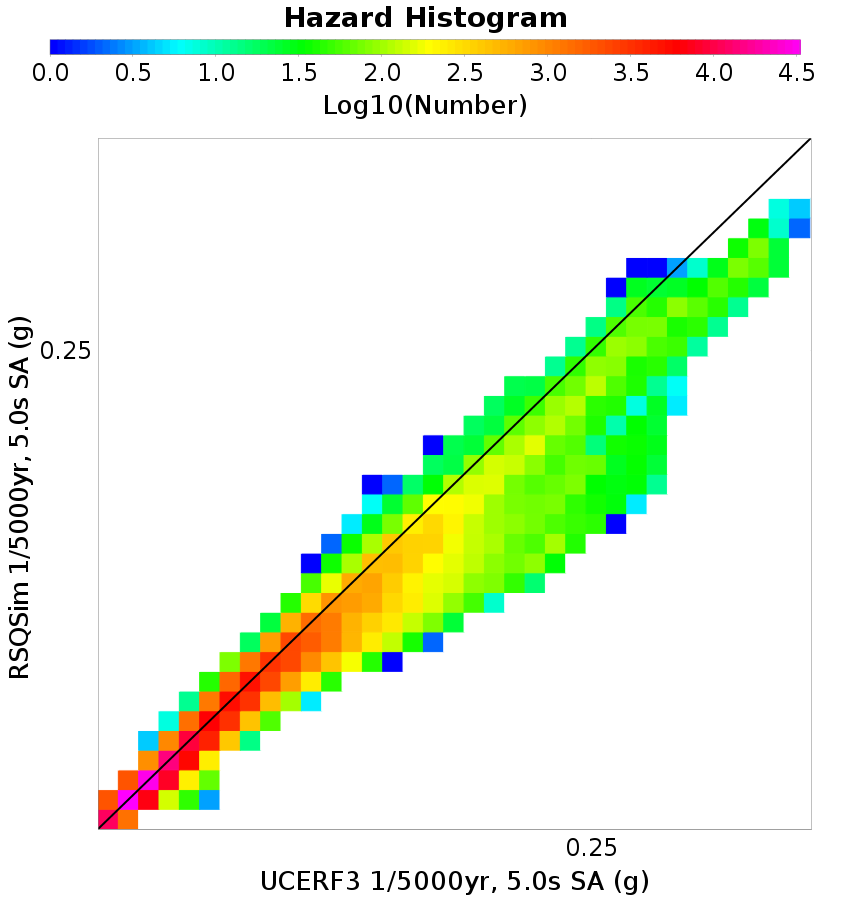 Hazard Histogram
0.0 0.5 1.0 1.5 2.0 2.5 3.0 3.5 4.0 4.5
Log10(Number)
RSQSim 1/5000yr, 5.0s SA (g)
0.25
0.25
UCERF3 1/5000yr, 5.0s SA (g)